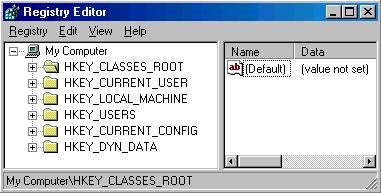 Registry Editor
Registry Edit View Help
My Computer
HKEY_CLASSES_ROOT
HKEY_CURRENT_USER
HKEY_LOCAL_MACHINE
HKEY_USERS
HKEY_CURRENT_CONFIG
HKEY_DYN_DATA
Name Data
ab (Default) (value not set)
My Computer\HKEY_CLASSES_ROOT